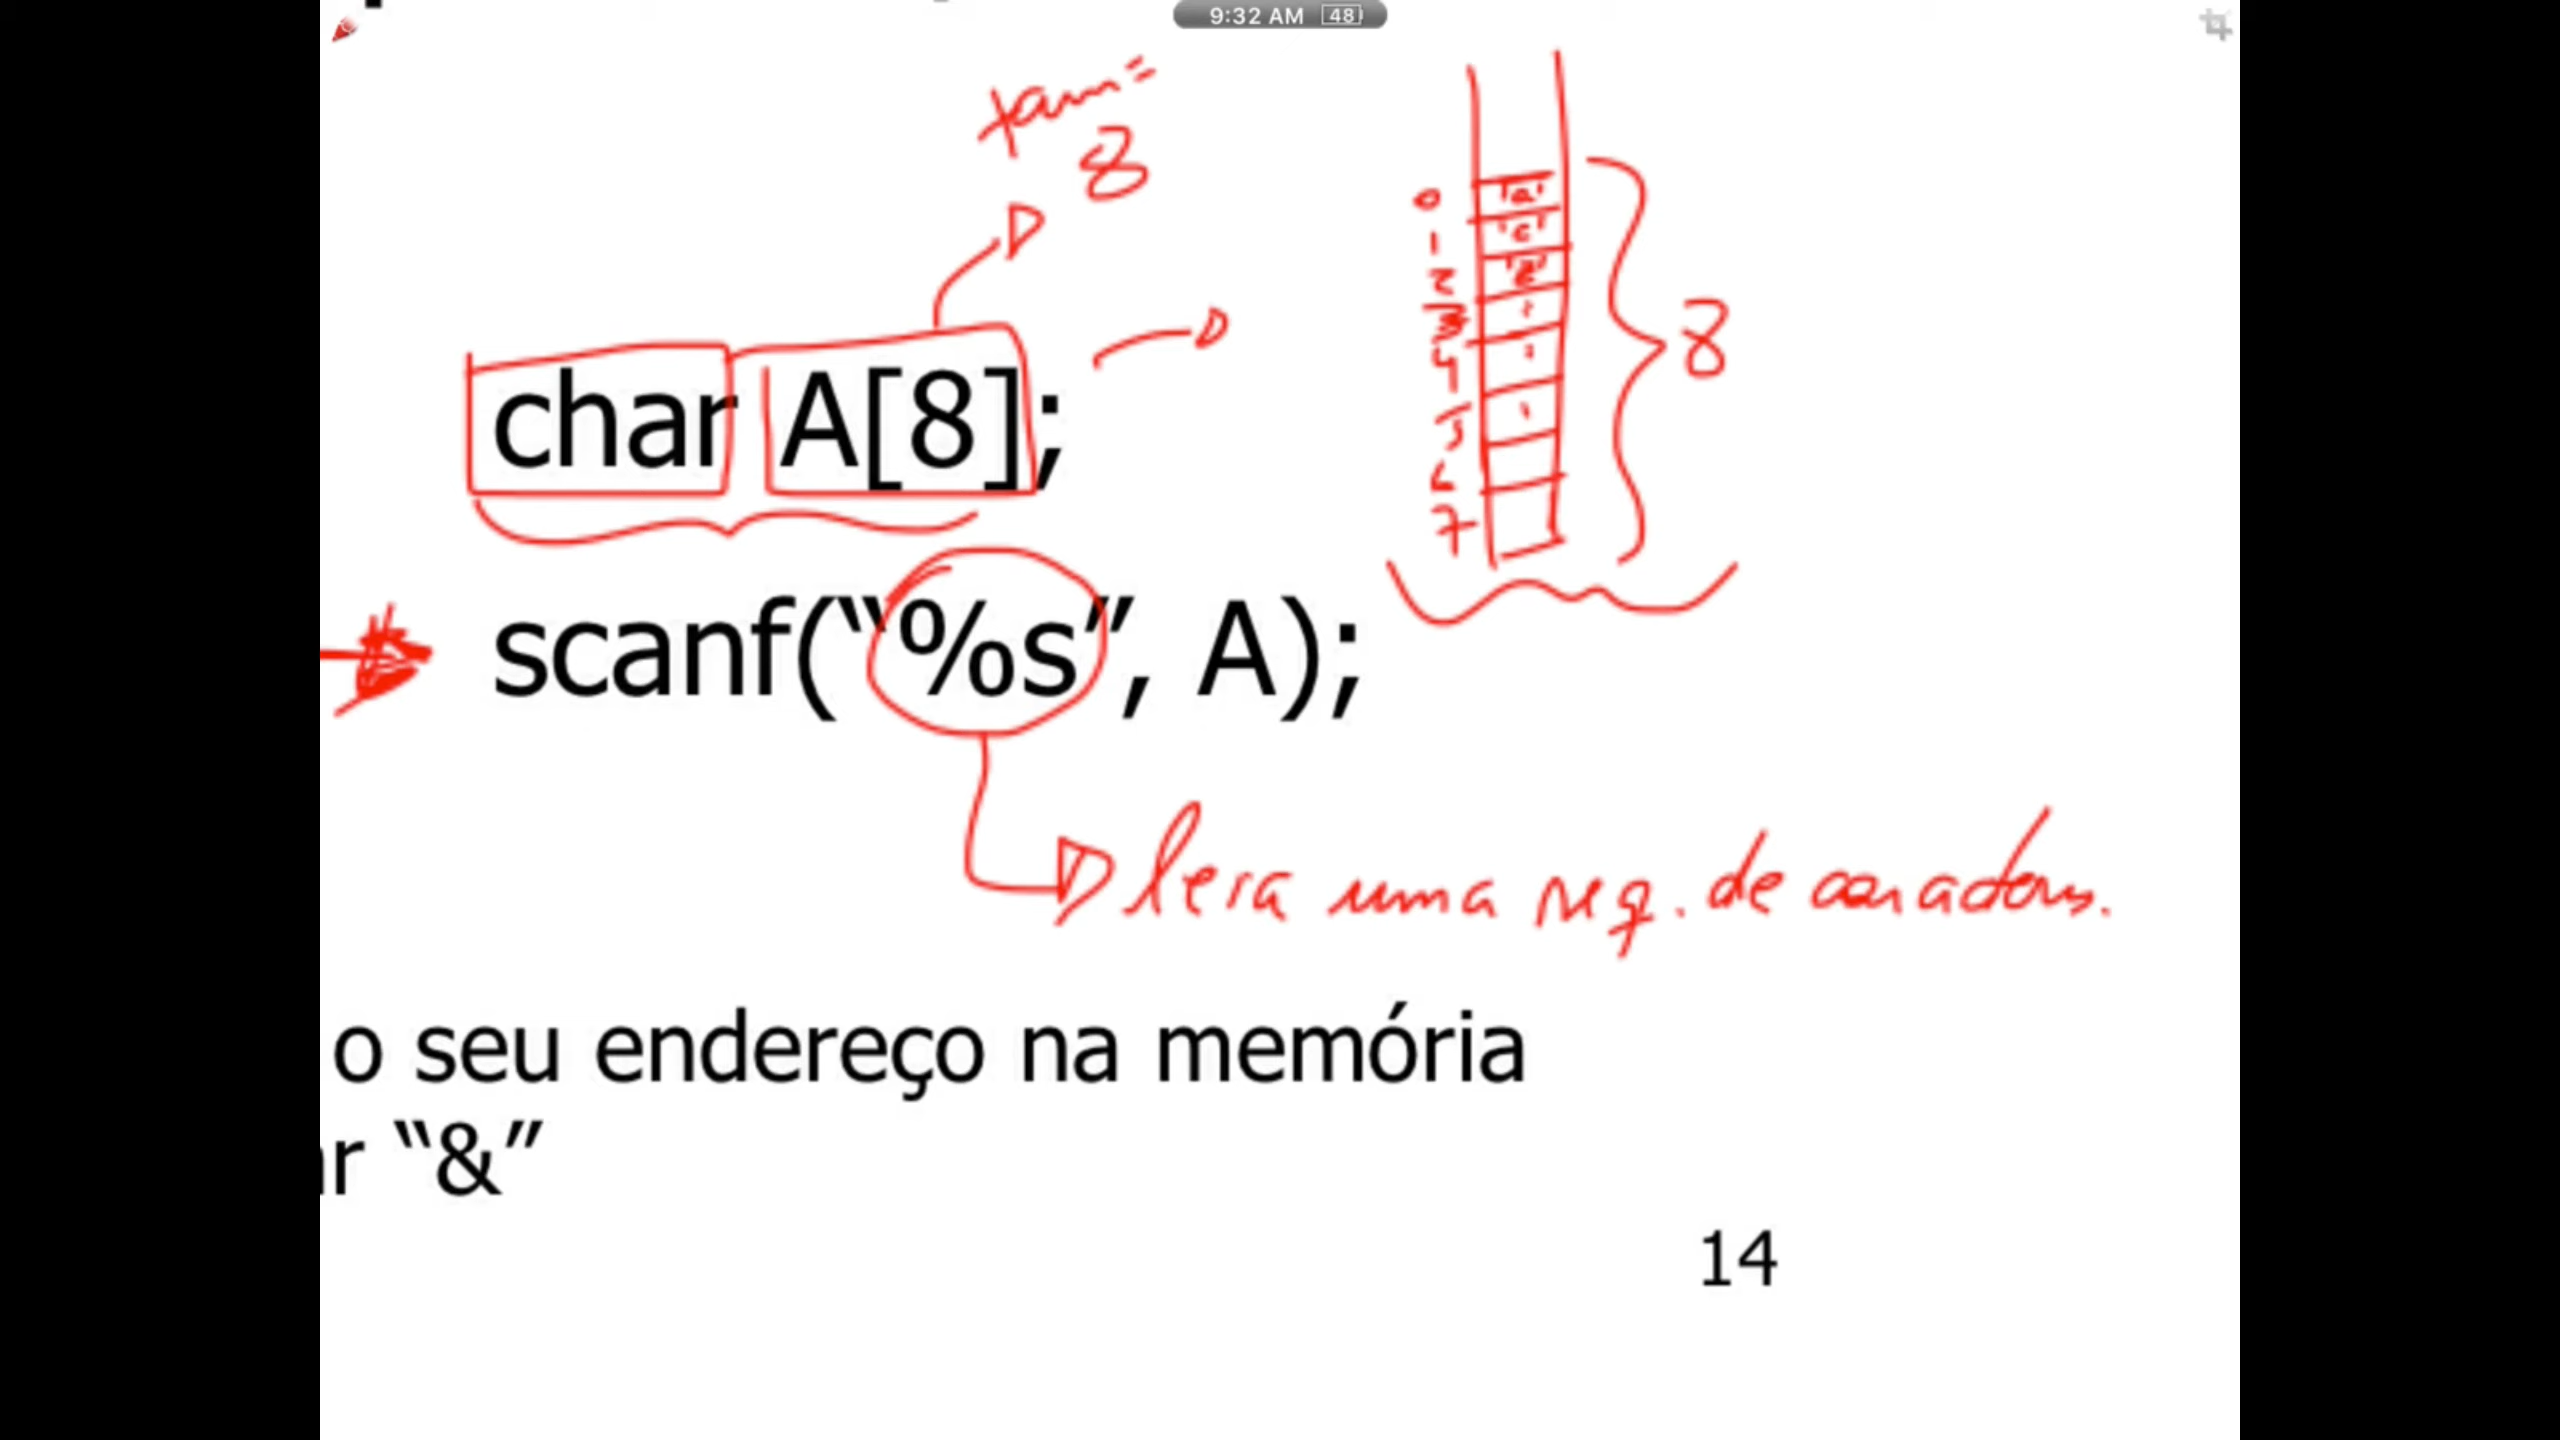 9:32 AM 48
tam =
8
0 'a'
1 'c'
2
3
4
5
6
7
8
char A[8];
scanf(“%s”, A);
lera uma seq. de caracteres.
o seu endereço na memória
r “&”
14